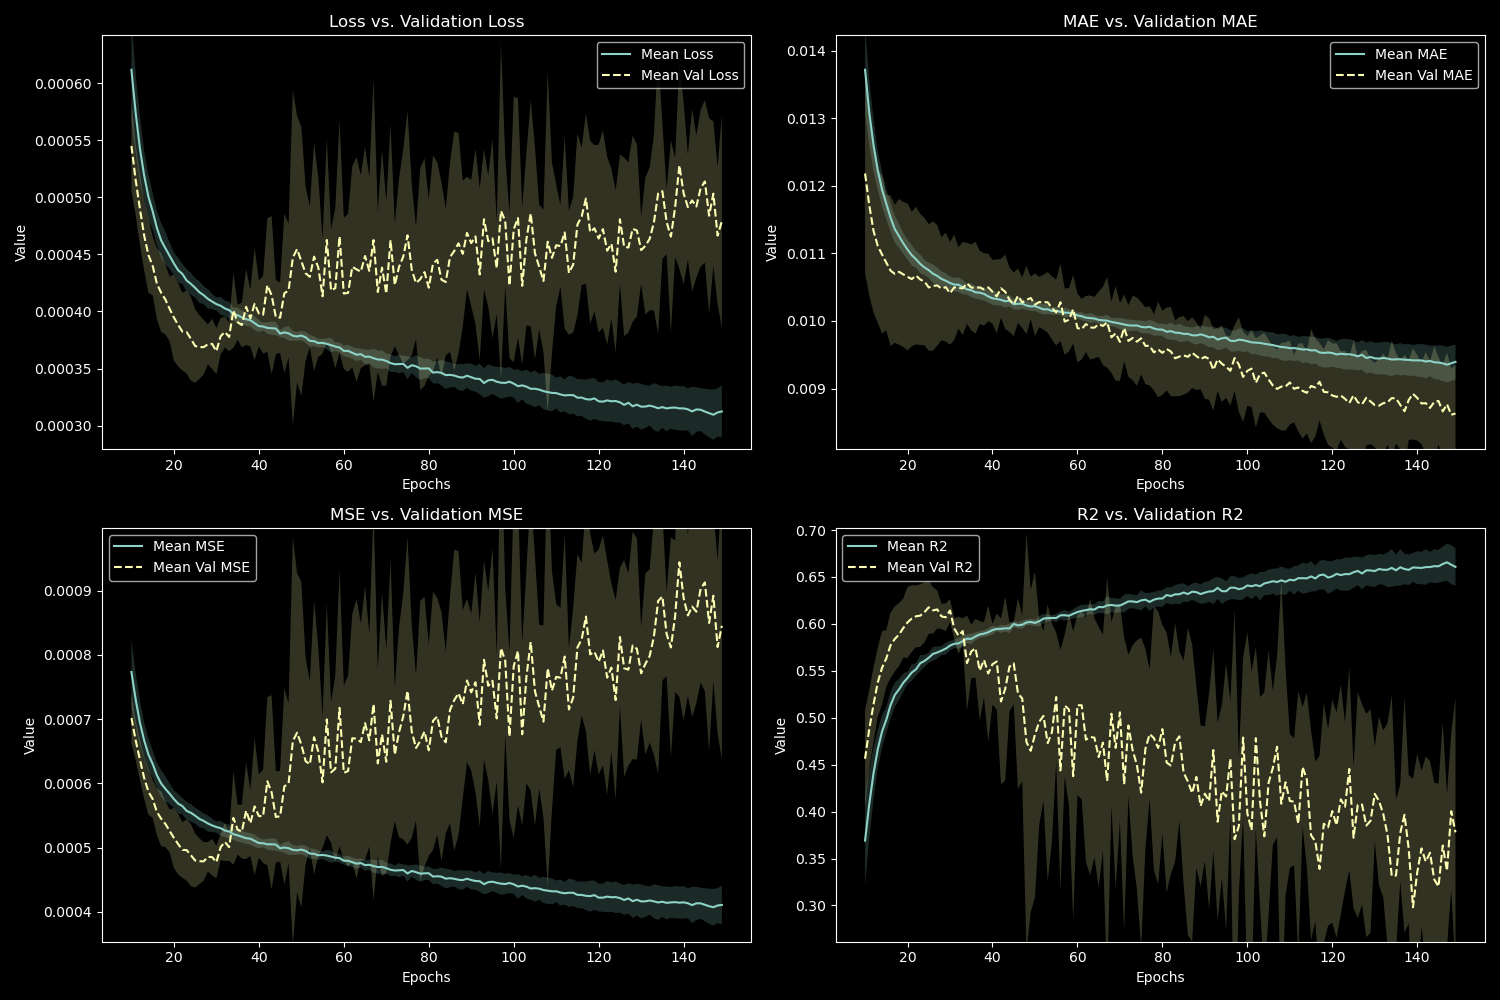 Loss vs. Validation Loss
Mean Loss
Mean Val Loss
0.00060
0.00055
0.00050
0.00045
0.00040
0.00035
0.00030
Value
20 40 60 80 100 120 140
Epochs
MAE vs. Validation MAE
Mean MAE
Mean Val MAE
0.014
0.013
0.012
0.011
0.010
0.009
Value
20 40 60 80 100 120 140
Epochs
MSE vs. Validation MSE
Mean MSE
Mean Val MSE
0.0009
0.0008
0.0007
0.0006
0.0005
0.0004
Value
20 40 60 80 100 120 140
Epochs
R2 vs. Validation R2
Mean R2
Mean Val R2
0.70
0.65
0.60
0.55
0.50
0.45
0.40
0.35
0.30
Value
20 40 60 80 100 120 140
Epochs